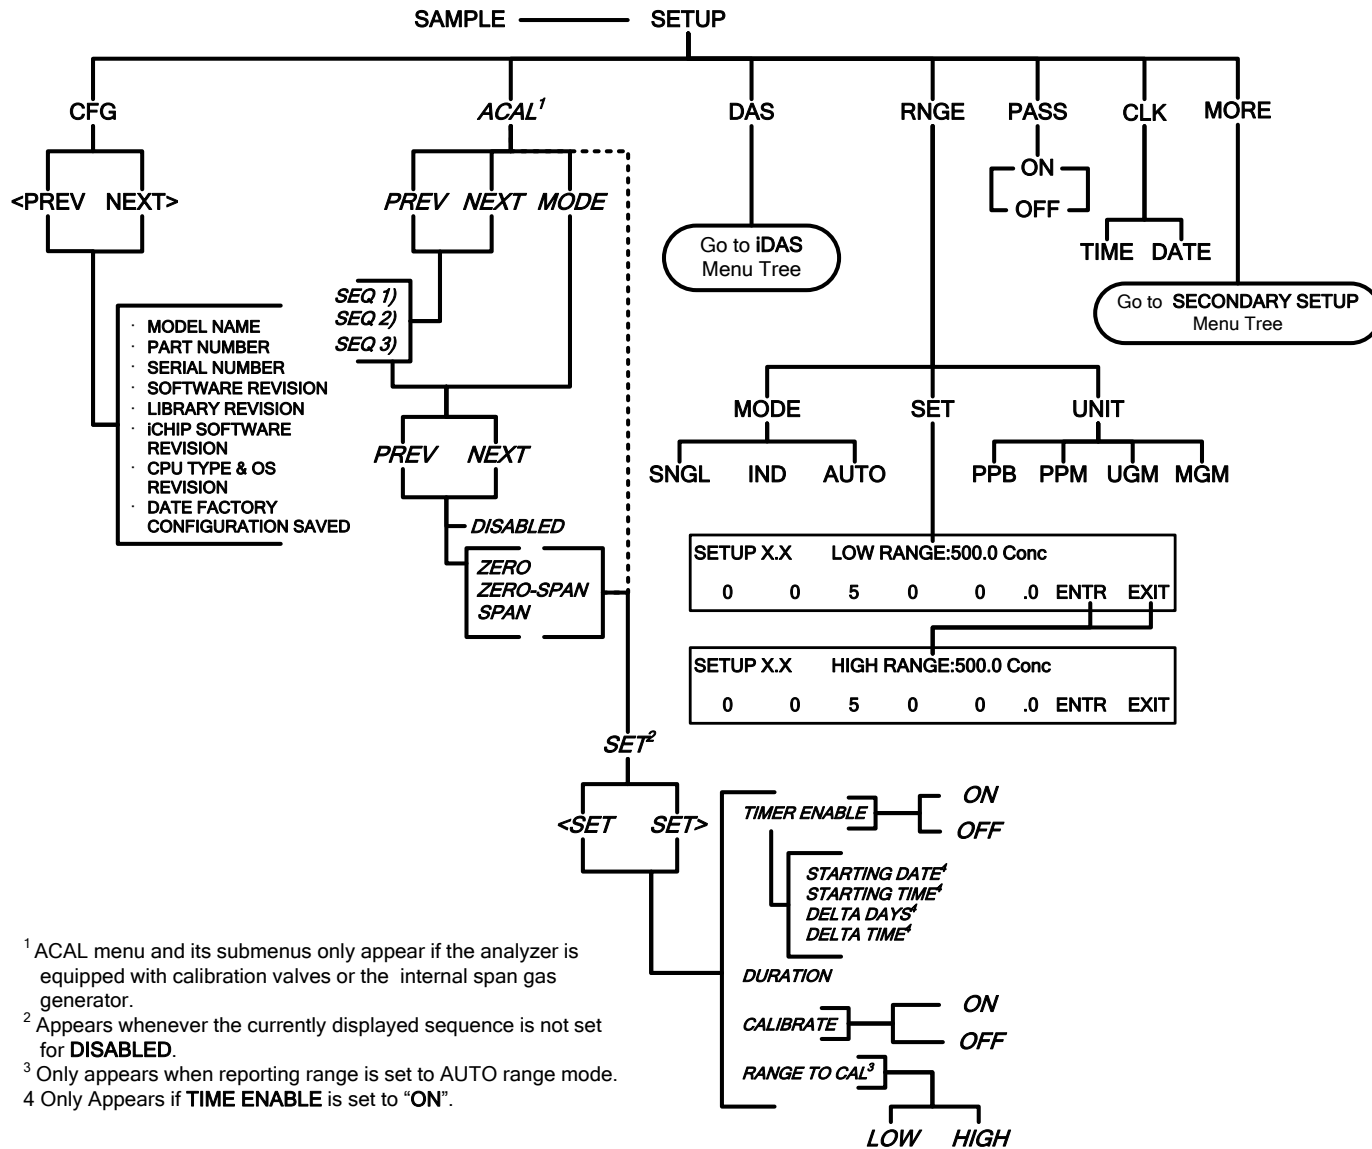 SAMPLE SETUP
CFG ACAL1 DAS RNGE PASS CLK MORE
<PREV NEXT>
· MODEL NAME
· PART NUMBER
· SERIAL NUMBER
· SOFTWARE REVISION
· LIBRARY REVISION
· iCHIP SOFTWARE
REVISION
· CPU TYPE & OS
REVISION
· DATE FACTORY
CONFIGURATION SAVED
PREV NEXT MODE
SEQ 1)
SEQ 2)
SEQ 3)
PREV NEXT
DISABLED
ZERO
ZERO-SPAN
SPAN
Go to iDAS
Menu Tree
ON
OFF
TIME DATE
Go to SECONDARY SETUP
Menu Tree
MODE SET UNIT
SNGL IND AUTO
PPB PPM UGM MGM
SETUP X.X LOW RANGE:500.0 Conc
0 0 5 0 0 .0 ENTR EXIT
SETUP X.X HIGH RANGE:500.0 Conc
0 0 5 0 0 .0 ENTR EXIT
SET2
<SET SET>
TIMER ENABLE
ON
OFF
STARTING DATE4
STARTING TIME4
DELTA DAYS4
DELTA TIME4
DURATION
CALIBRATE
ON
OFF
RANGE TO CAL3
LOW HIGH
1 ACAL menu and its submenus only appear if the analyzer is
equipped with calibration valves or the internal span gas
generator.
2 Appears whenever the currently displayed sequence is not set
for DISABLED.
3 Only appears when reporting range is set to AUTO range mode.
4 Only Appears if TIME ENABLE is set to “ON”.